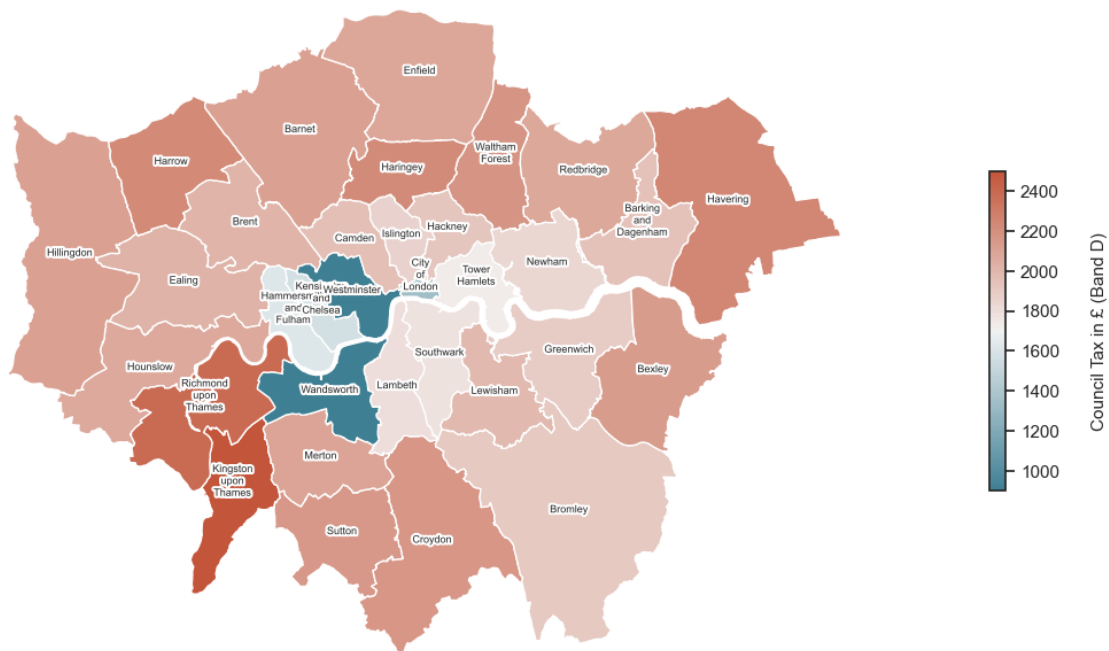 Enfield
Barnet
Waltham
Forest
Harrow
Haringey
Redbridge
Havering
Barking
and
Dagenham
Brent
Hackney
Islington
Camden
Hillingdon
City
of
London
Newham
Tower
Hamlets
Ealing
Kensi
and
Chelsea
Westminster
Hammers
and
Fulham
Hounslow
Richmond
upon
Thames
Wandsworth
Lambeth
Southwark
Greenwich
Lewisham
Bexley
Merton
Kingston
upon
Thames
Bromley
Sutton
Croydon
2400
2200
2000
1800
1600
1400
1200
1000
Council Tax in £ (Band D)